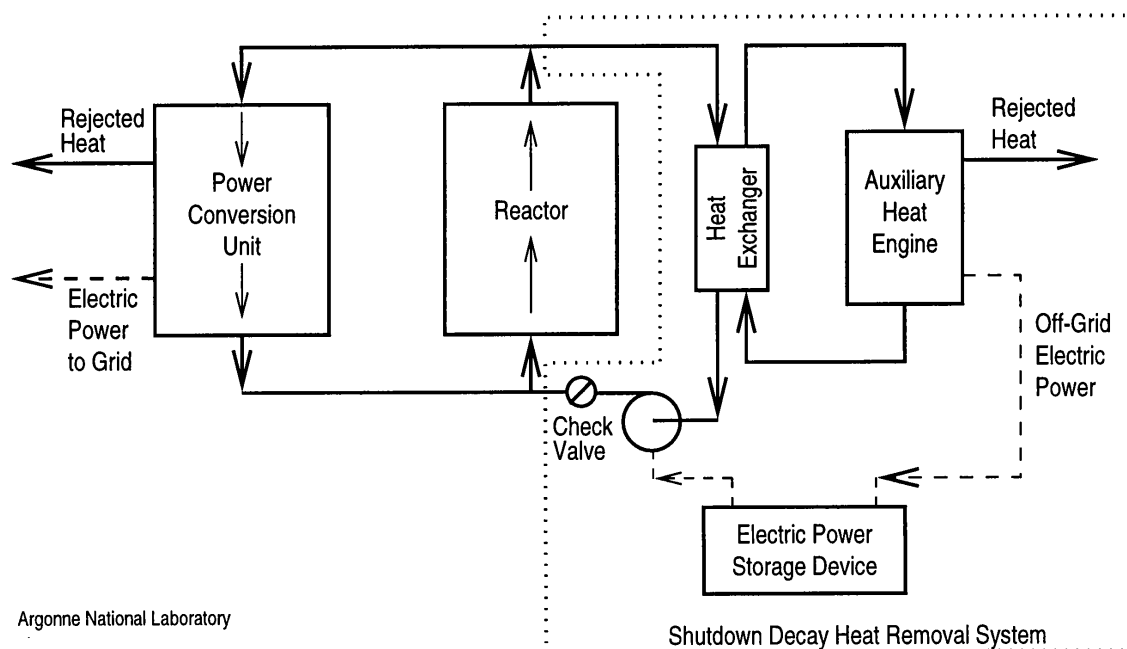 Rejected
Heat
Power
Conversion
Unit
Electric
Power
to Grid
Reactor
Heat
Exchanger
Auxiliary
Heat
Engine
Rejected
Heat
Off-Grid
Electric
Power
Check
Valve
Electric Power
Storage Device
Argonne National Laboratory
Shutdown Decay Heat Removal System